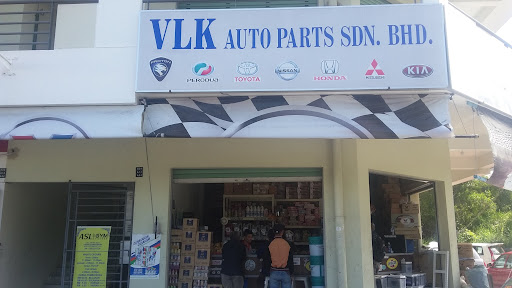 VLK AUTO PARTS SDN. BHD.
PERODUA
TOYOTA
NISSAN
HONDA
MITSUBISHI
KIA